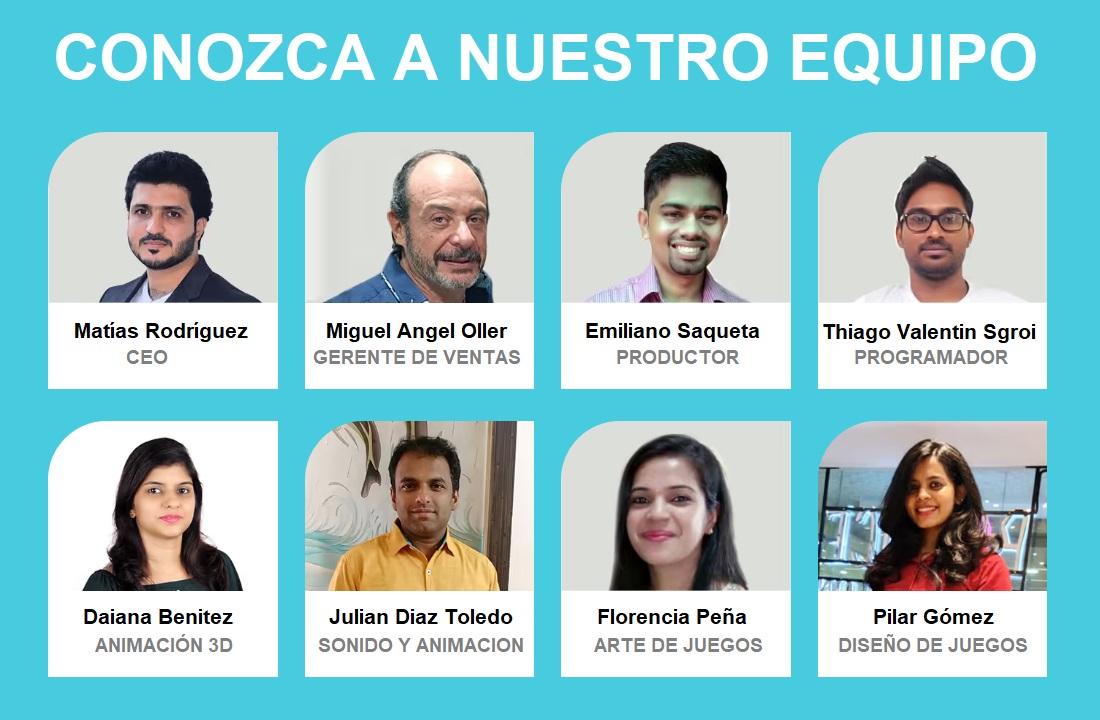 CONOZCA A NUESTRO EQUIPO
Matías Rodríguez
CEO
Miguel Angel Oller
GERENTE DE VENTAS
Emiliano Saqueta
PRODUCTOR
Thiago Valentin Sgroi
PROGRAMADOR
Daiana Benitez
ANIMACIÓN 3D
Julian Diaz Toledo
SONIDO Y ANIMACION
Florencia Peña
ARTE DE JUEGOS
Pilar Gómez
DISEÑO DE JUEGOS